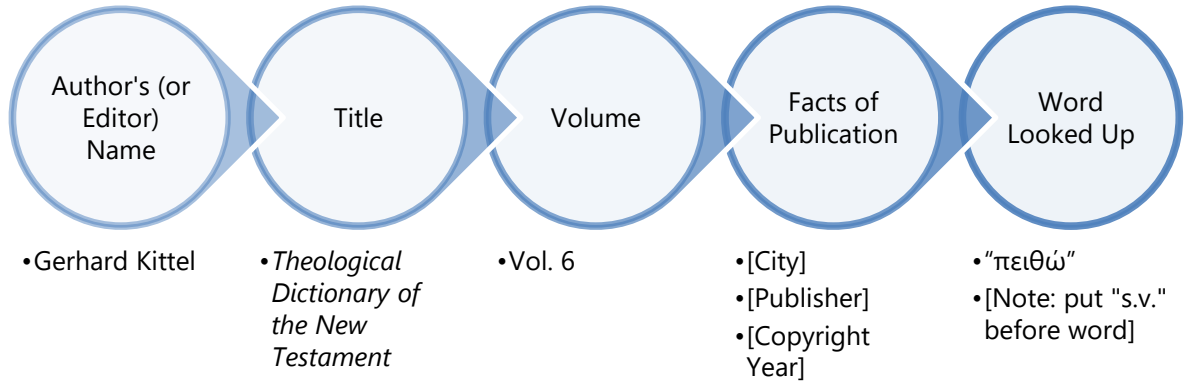 Author's (or
Editor)
Name
Title
Volume
Facts of
Publication
Word
Looked Up
•Gerhard Kittel
•Theological
Dictionary of
the New
Testament
•Vol. 6
•[City]
•[Publisher]
•[Copyright
Year]
•“πειθώ”
•[Note: put "s.v."
before word]